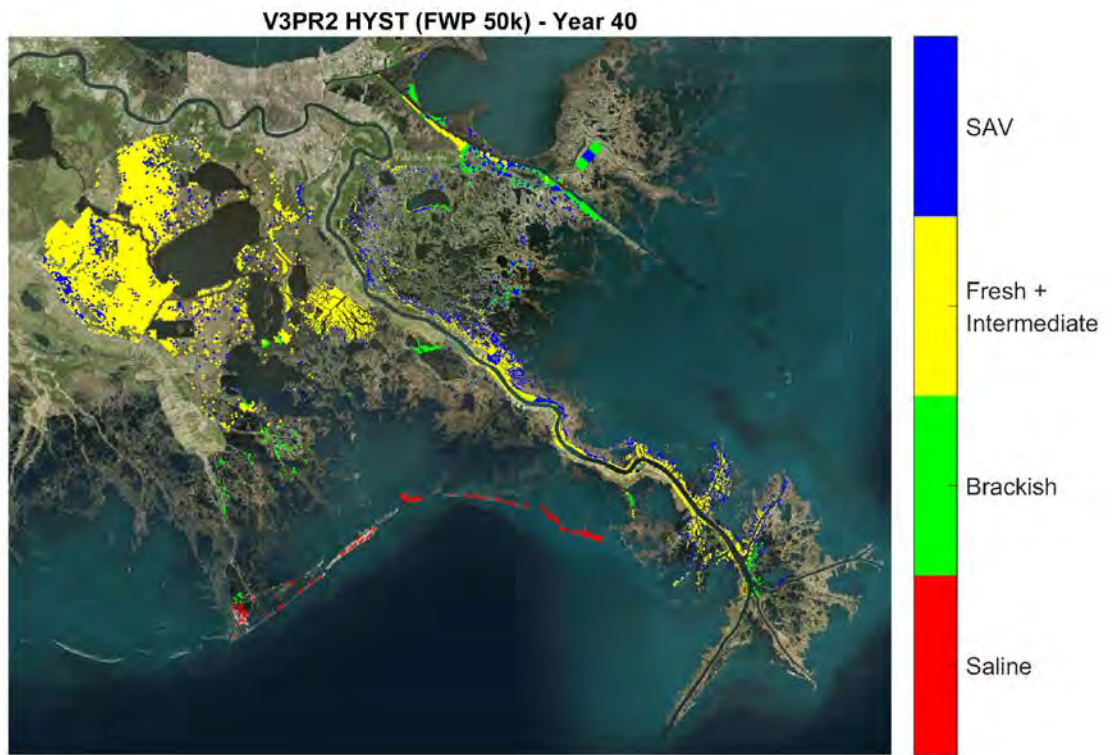 V3PR2 HYST (FWP 50k) - Year 40
SAV
Fresh +
Intermediate
Brackish
Saline